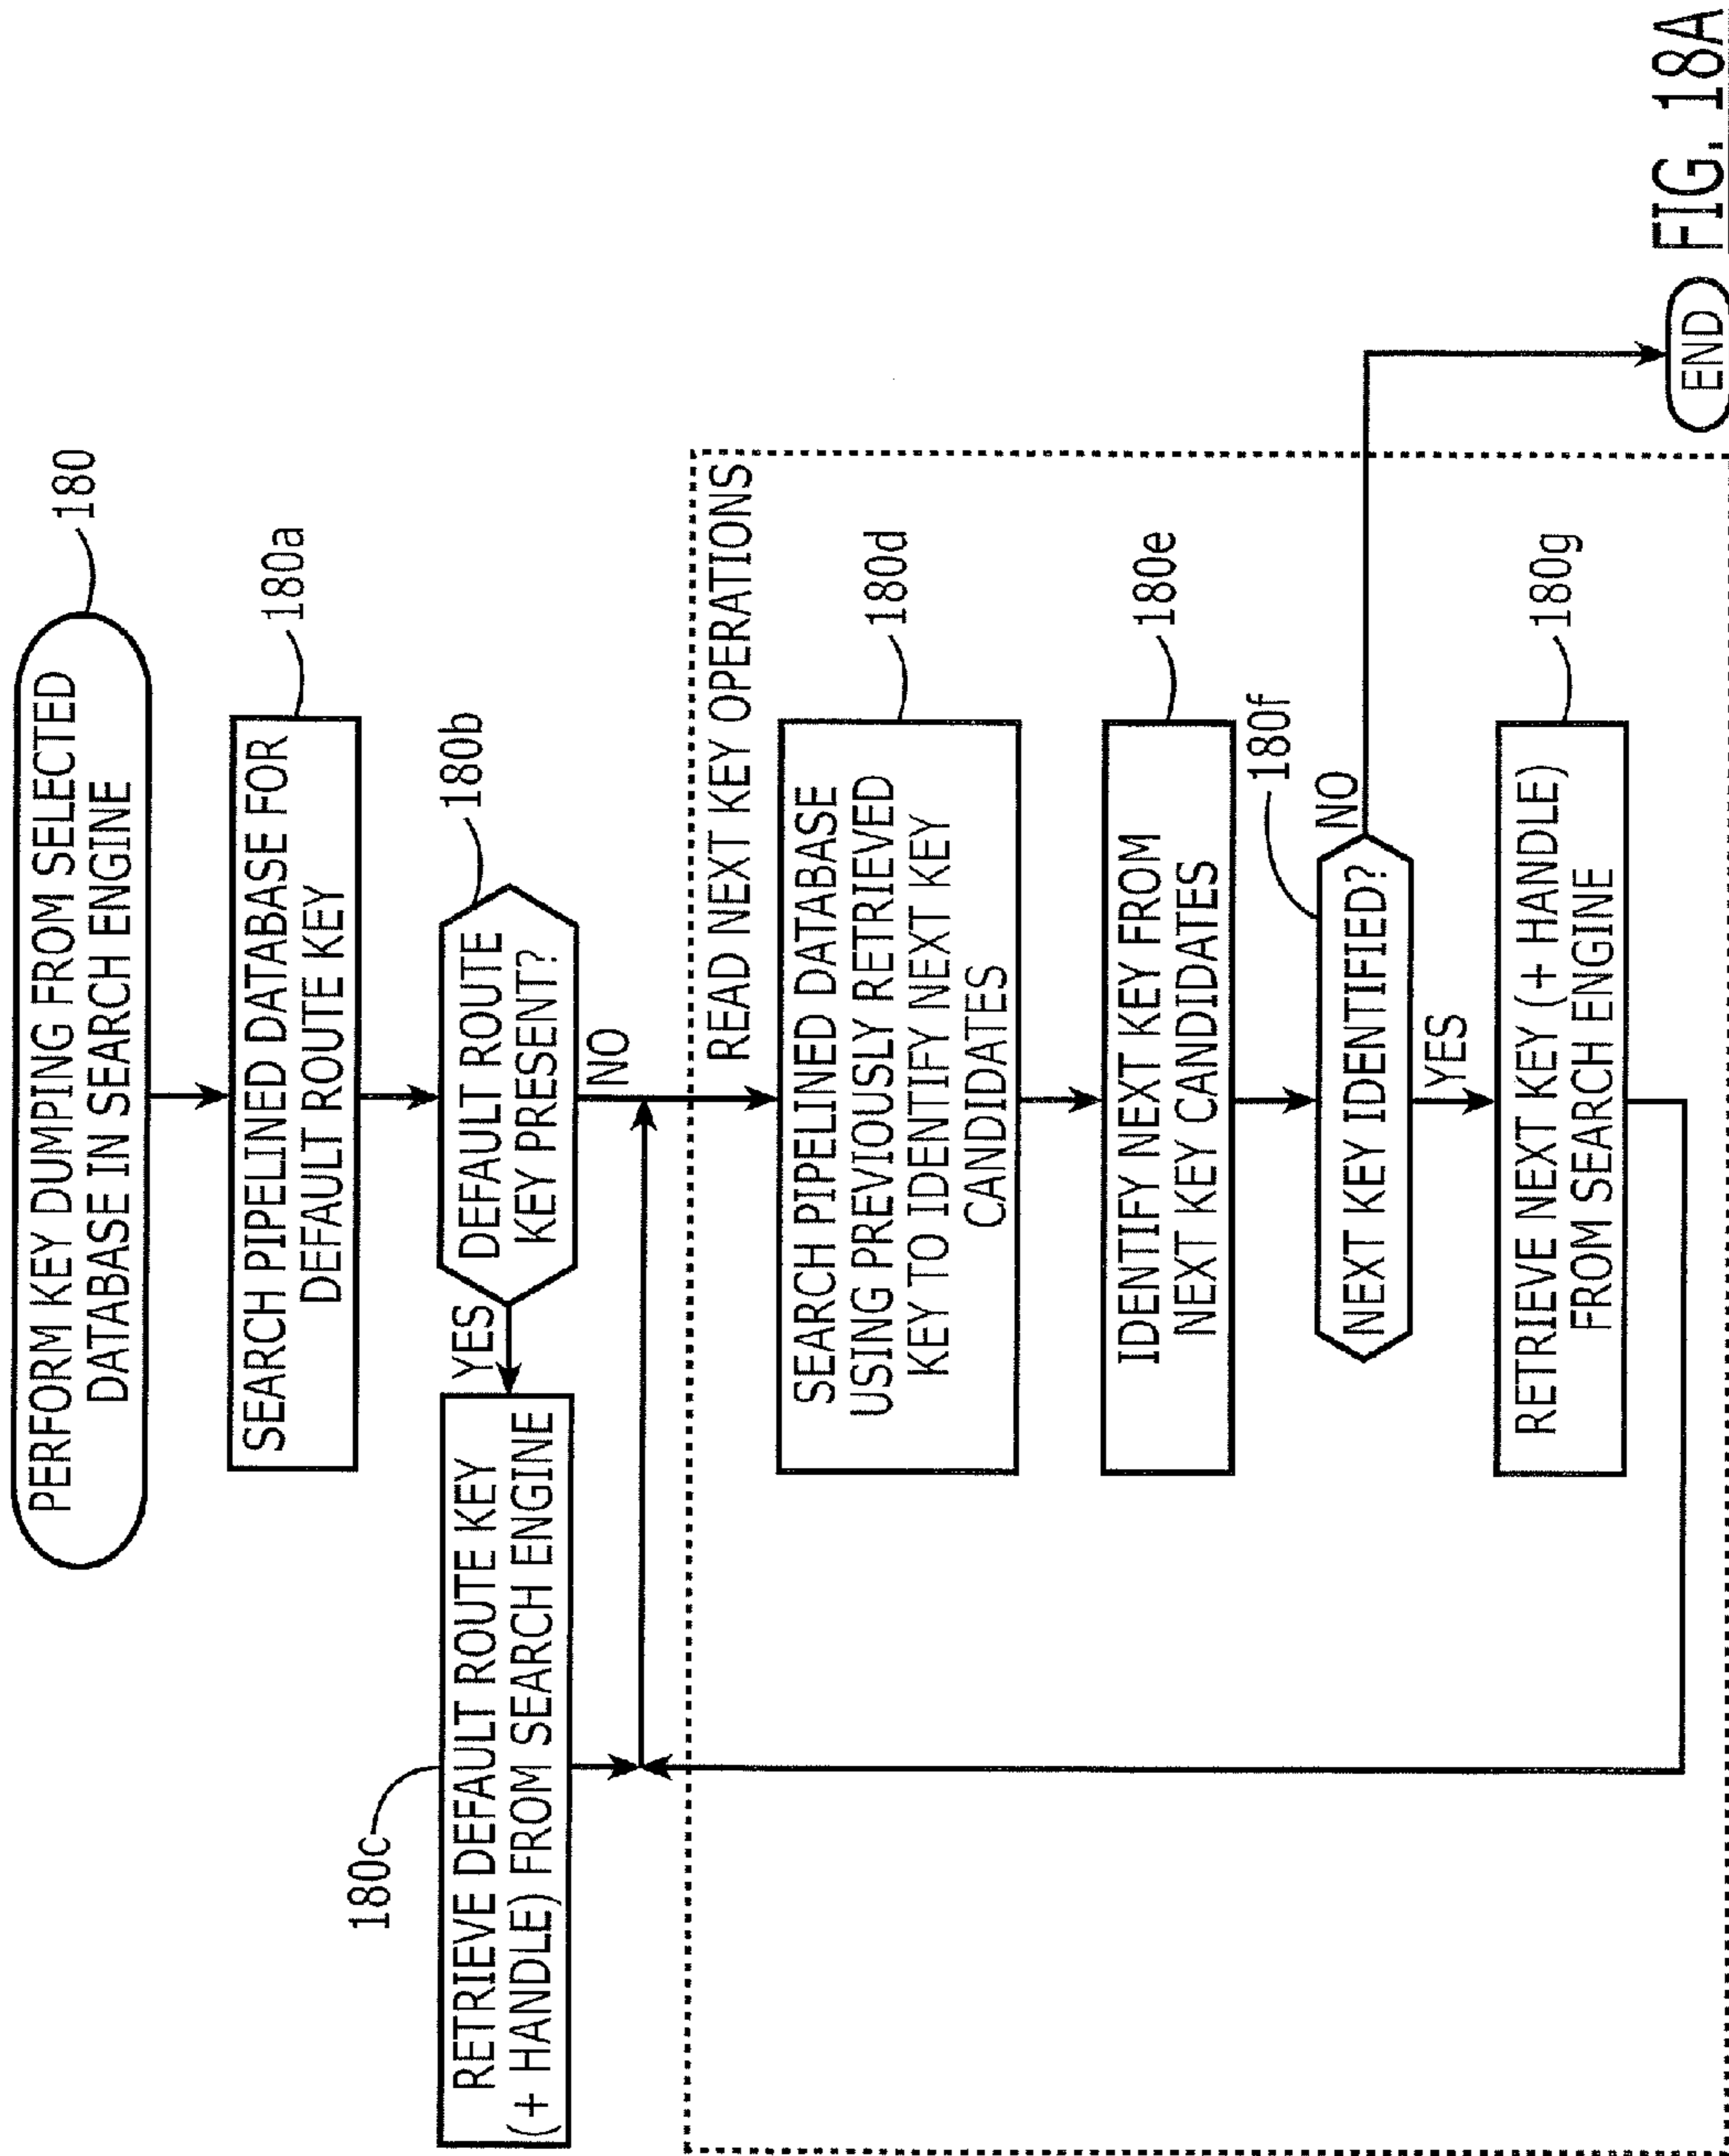 PERFORM KEY DUMPING FROM SELECTED
DATABASE IN SEARCH ENGINE
180
SEARCH PIPELINED DATABASE FOR
DEFAULT ROUTE KEY
180a
DEFAULT ROUTE
KEY PRESENT?
180b
YES
NO
180c
RETRIEVE DEFAULT ROUTE KEY
(+ HANDLE) FROM SEARCH ENGINE
READ NEXT KEY OPERATIONS
SEARCH PIPELINED DATABASE
USING PREVIOUSLY RETRIEVED
KEY TO IDENTIFY NEXT KEY
CANDIDATES
180d
IDENTIFY NEXT KEY FROM
NEXT KEY CANDIDATES
180e
NEXT KEY IDENTIFIED?
180f
NO
YES
RETRIEVE NEXT KEY (+ HANDLE)
FROM SEARCH ENGINE
180g
END
FIG. 18A